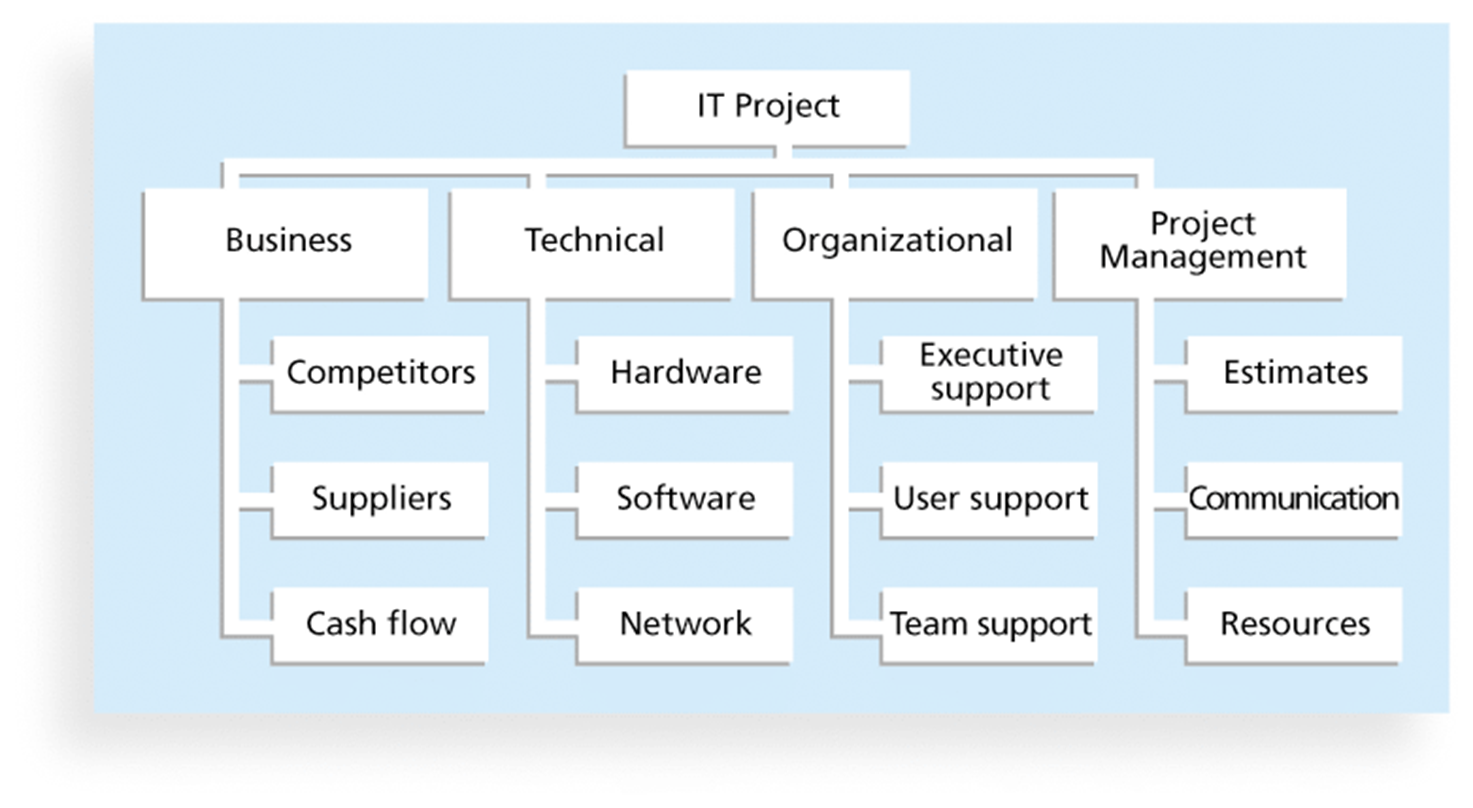 IT Project
Business
Technical
Organizational
Project
Management
Competitors
Hardware
Executive
support
Estimates
Suppliers
Software
User support
Communication
Cash flow
Network
Team support
Resources